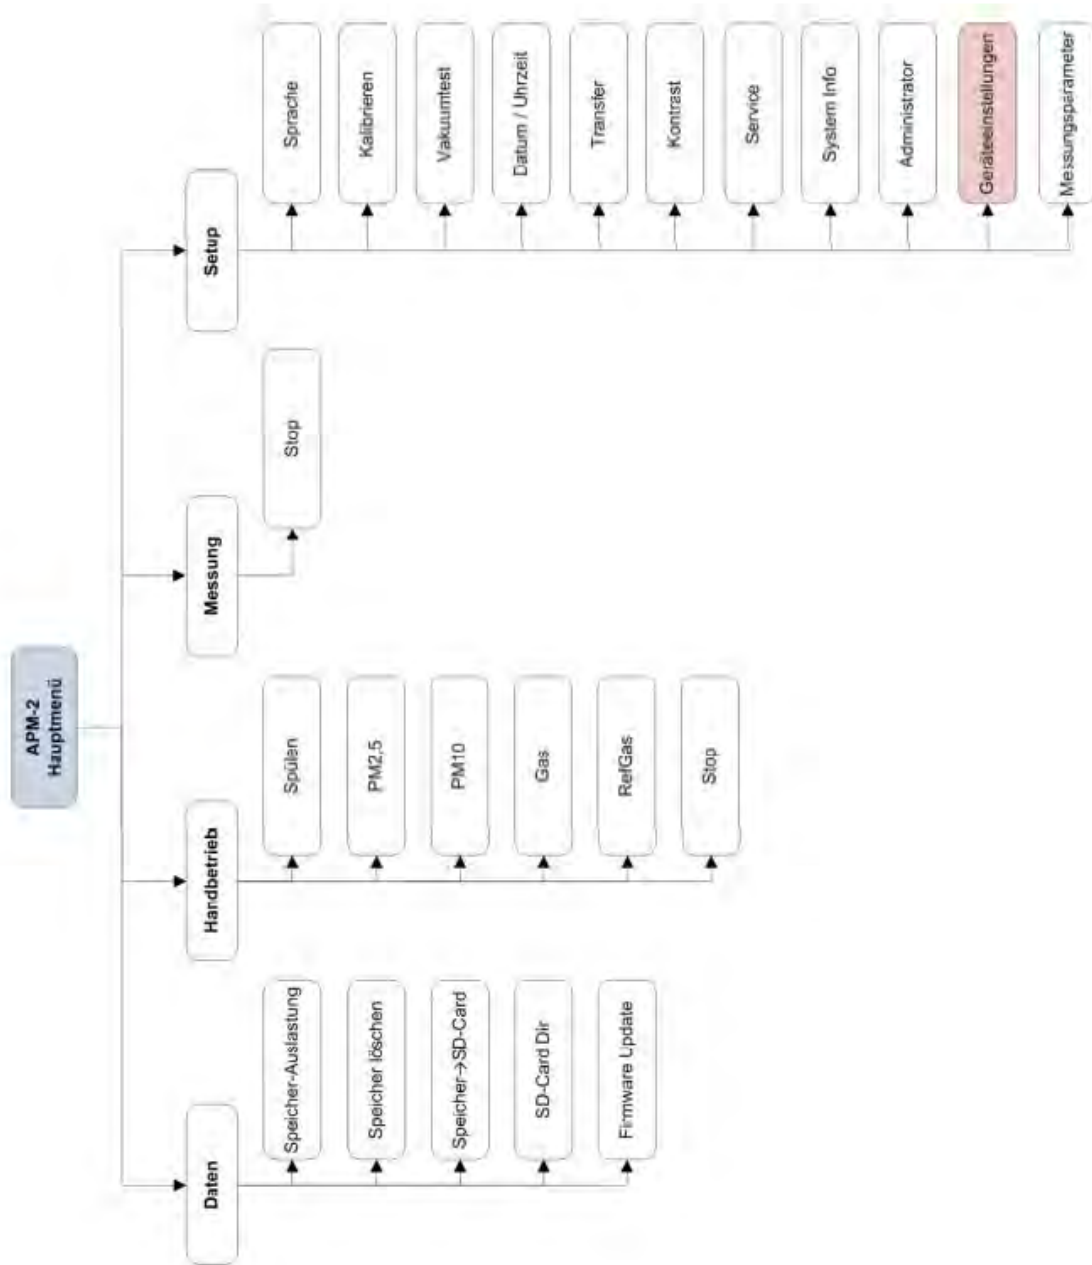 APM-2
Hauptmenü
Daten
Speicher-Auslastung
Speicher löschen
Speicher→SD-Card
SD-Card Dir
Firmware Update
Handbetrieb
Spülen
PM2,5
PM10
Gas
RefGas
Stop
Messung
Stop
Setup
Sprache
Kalibrieren
Vakuumtest
Datum / Uhrzeit
Transfer
Kontrast
Service
System Info
Administrator
Geräteeinstellungen
Messungsparameter